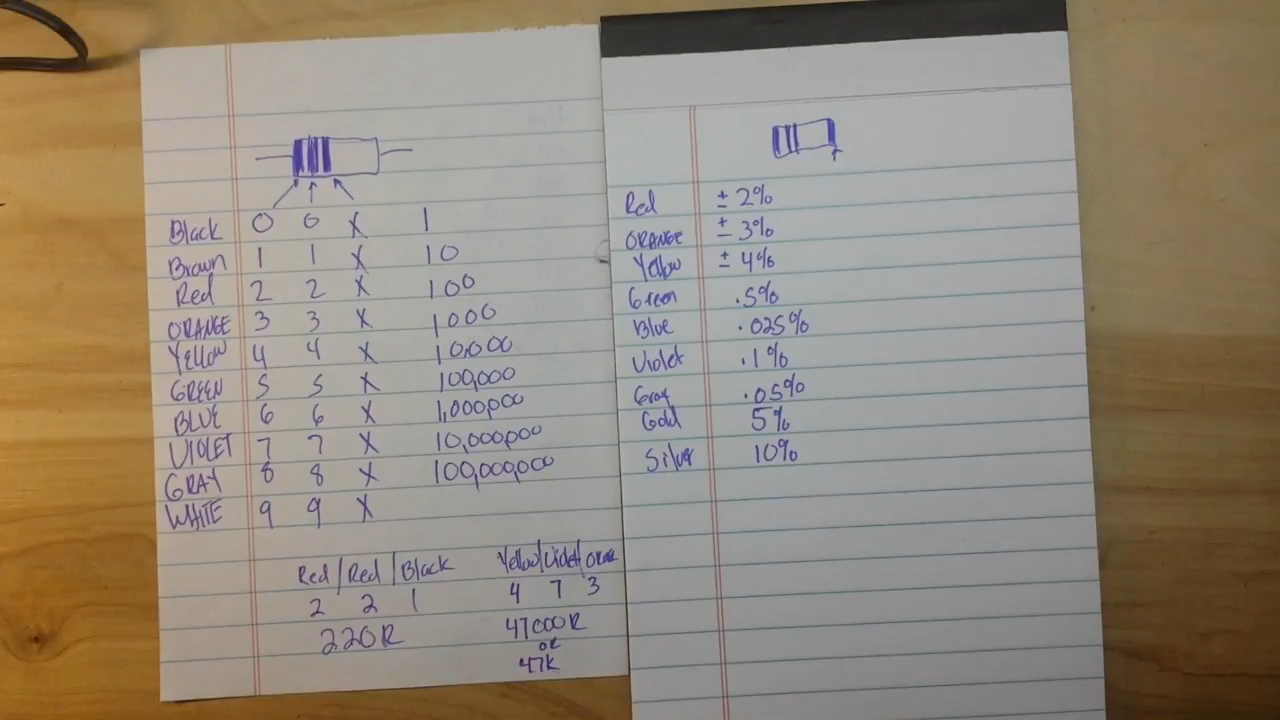 Black 0 0 X 1
Brown 1 1 X 10
Red 2 2 X 100
ORANGE 3 3 X 1000
YELLOW 4 4 X 10,000
GREEN 5 5 X 100,000
BLUE 6 6 X 1,000,000
VIOLET 7 7 X 10,000,000
GRAY 8 8 X 100,000,000
WHITE 9 9 X
Red/Red/Black
2 2 1
220R
Yellow/Violet/Orange
4 7 3
47000R
OR
47K
Red ± 2%
ORANGE ± 3%
Yellow ± 4%
Green .5%
Blue .025%
Violet .1%
Gray .05%
Gold 5%
Silver 10%